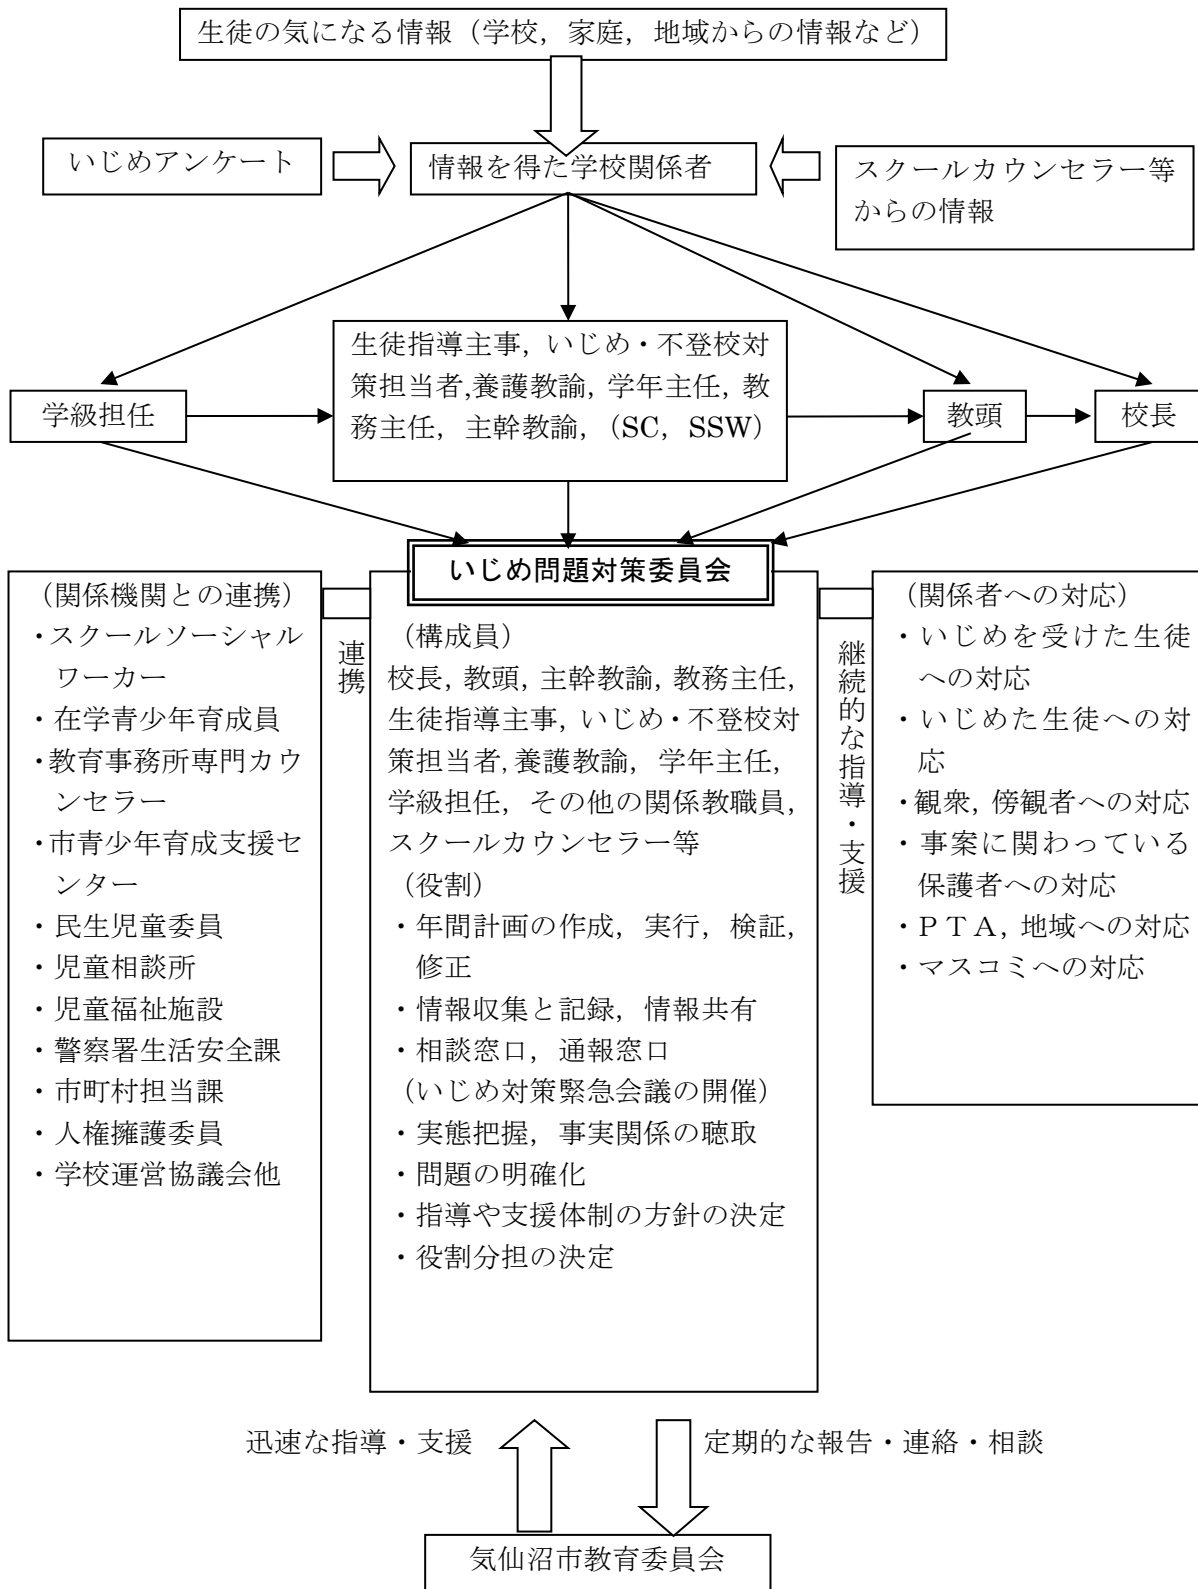 生徒の気になる情報（学校，家庭，地域からの情報など）
いじめアンケート
情報を得た学校関係者
スクールカウンセラー等
からの情報
学級担任
生徒指導主事，いじめ・不登校対
策担当者,養護教諭，学年主任，教
務主任，主幹教諭，（SC，SSW）
教頭
校長
いじめ問題対策委員会
（関係機関との連携）
・スクールソーシャル
ワーカー
・在学青少年育成員
・教育事務所専門カウ
ンセラー
・市青少年育成支援セ
ンター
・民生児童委員
・児童相談所
・児童福祉施設
・警察署生活安全課
・市町村担当課
・人権擁護委員
・学校運営協議会他
連携
（構成員）
校長，教頭，主幹教諭，教務主任，
生徒指導主事，いじめ・不登校対
策担当者，養護教諭，学年主任，
学級担任，その他の関係教職員，
スクールカウンセラー等
（役割）
・年間計画の作成，実行，検証，
修正
・情報収集と記録，情報共有
・相談窓口，通報窓口
（いじめ対策緊急会議の開催）
・実態把握，事実関係の聴取
・問題の明確化
・指導や支援体制の方針の決定
・役割分担の決定
継続的な指導・支援
（関係者への対応）
・いじめを受けた生徒
への対応
・いじめた生徒への対
応
・観衆，傍観者への対応
・事案に関わっている
保護者への対応
・ＰＴＡ，地域への対応
・マスコミへの対応
迅速な指導・支援
定期的な報告・連絡・相談
気仙沼市教育委員会